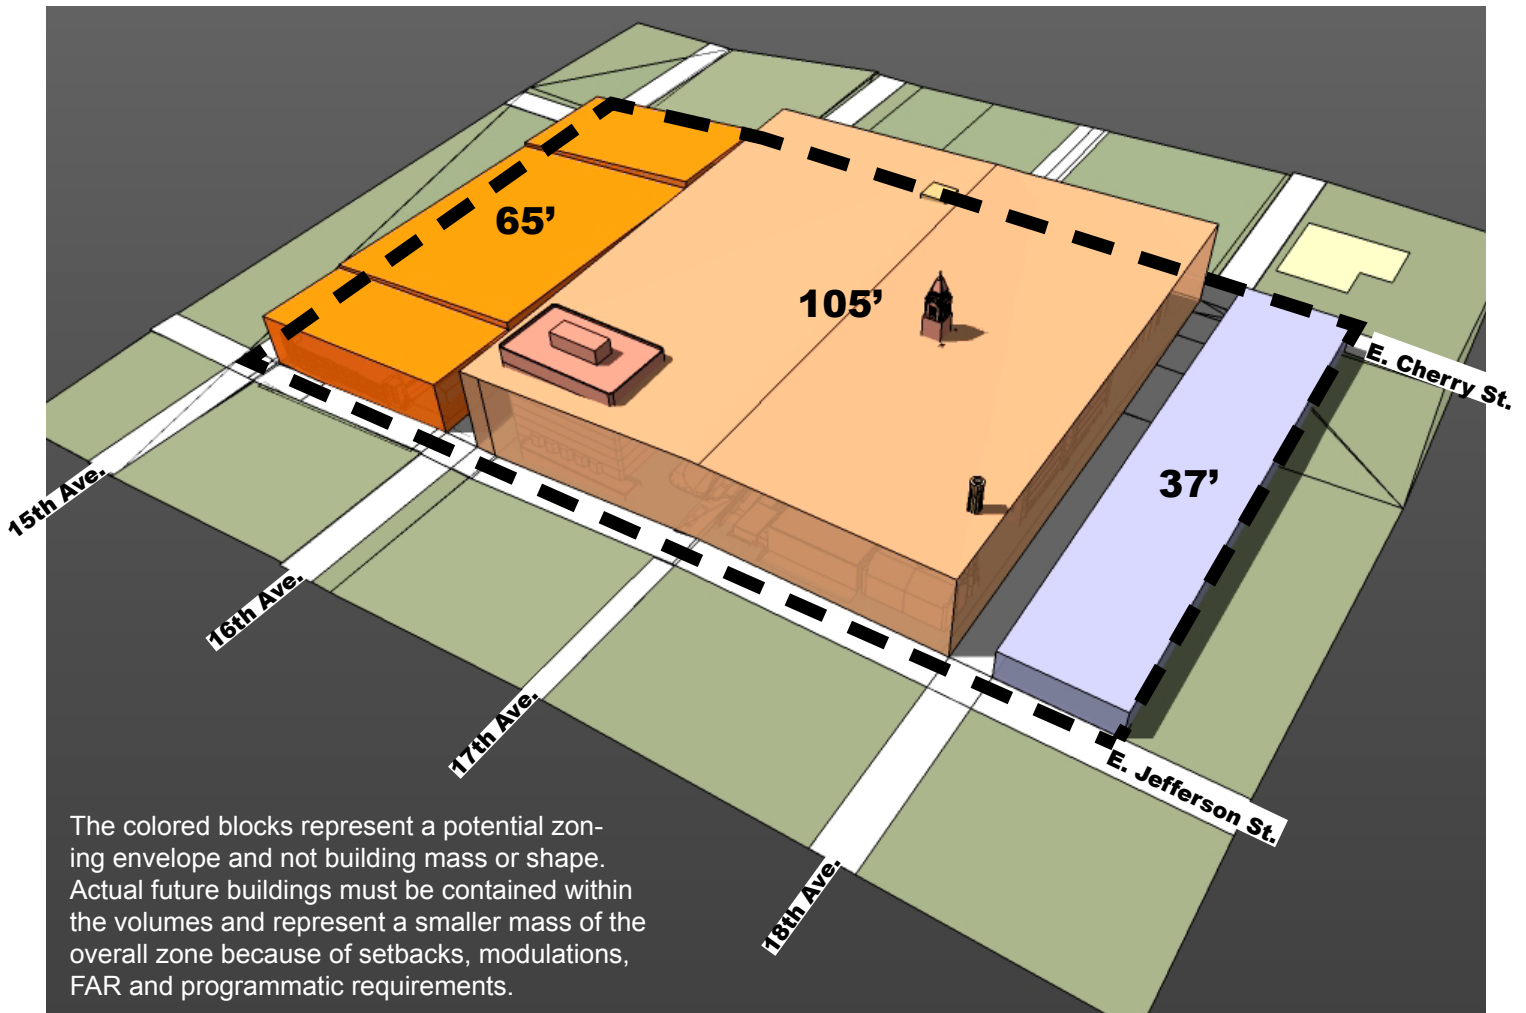 65’
105’
37’
E. Cherry St.
15th Ave.
16th Ave.
17th Ave.
18th Ave.
E. Jefferson St.
The colored blocks represent a potential zon-
ing envelope and not building mass or shape.
Actual future buildings must be contained within
the volumes and represent a smaller mass of the
overall zone because of setbacks, modulations,
FAR and programmatic requirements.